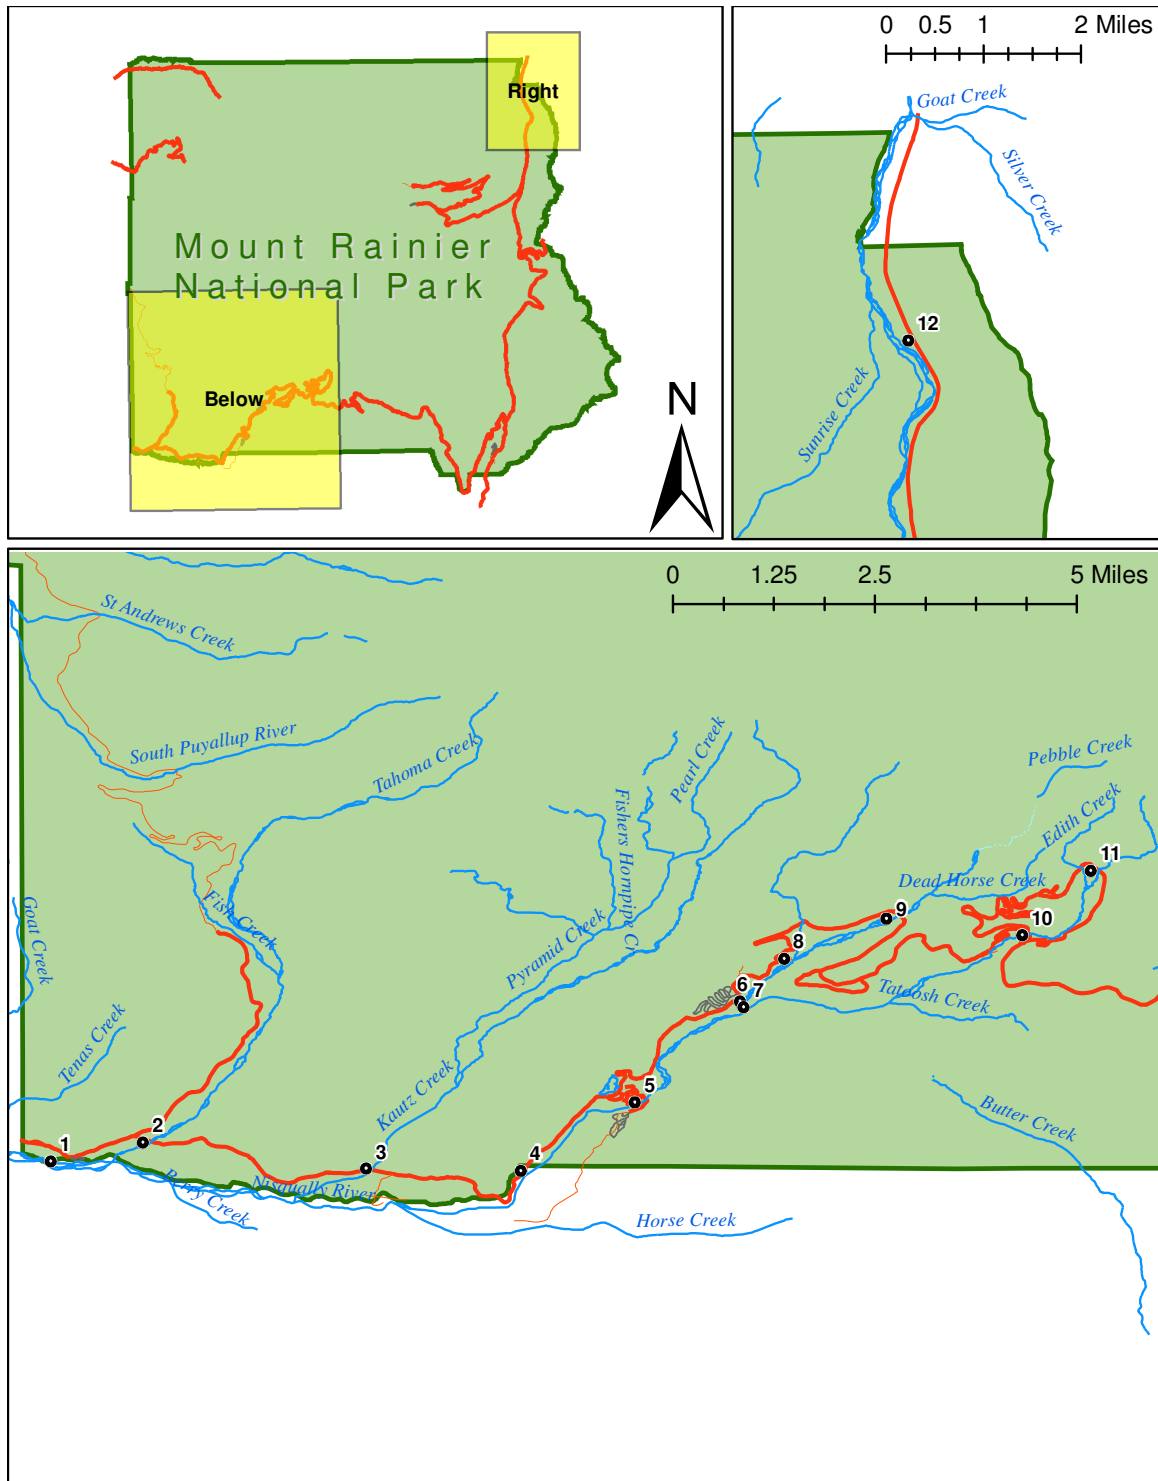 Right
Mount Rainier
National Park
Below
N
0 0.5 1 2 Miles
Goat Creek
Silver Creek
12
Sunrise Creek
0 1.25 2.5 5 Miles
St Andrews Creek
South Puyallup River
Tahoma Creek
Fishers Hornpipe Cr
Pearl Creek
Pebble Creek
Edith Creek
11
Dead Horse Creek
Fish Creek
Goat Creek
Pyramid Creek
9
10
8
6
7
Tatoosh Creek
Tenas Creek
Kautz Creek
5
Butter Creek
1
2
3
4
Berry Creek
Nisqually River
Horse Creek